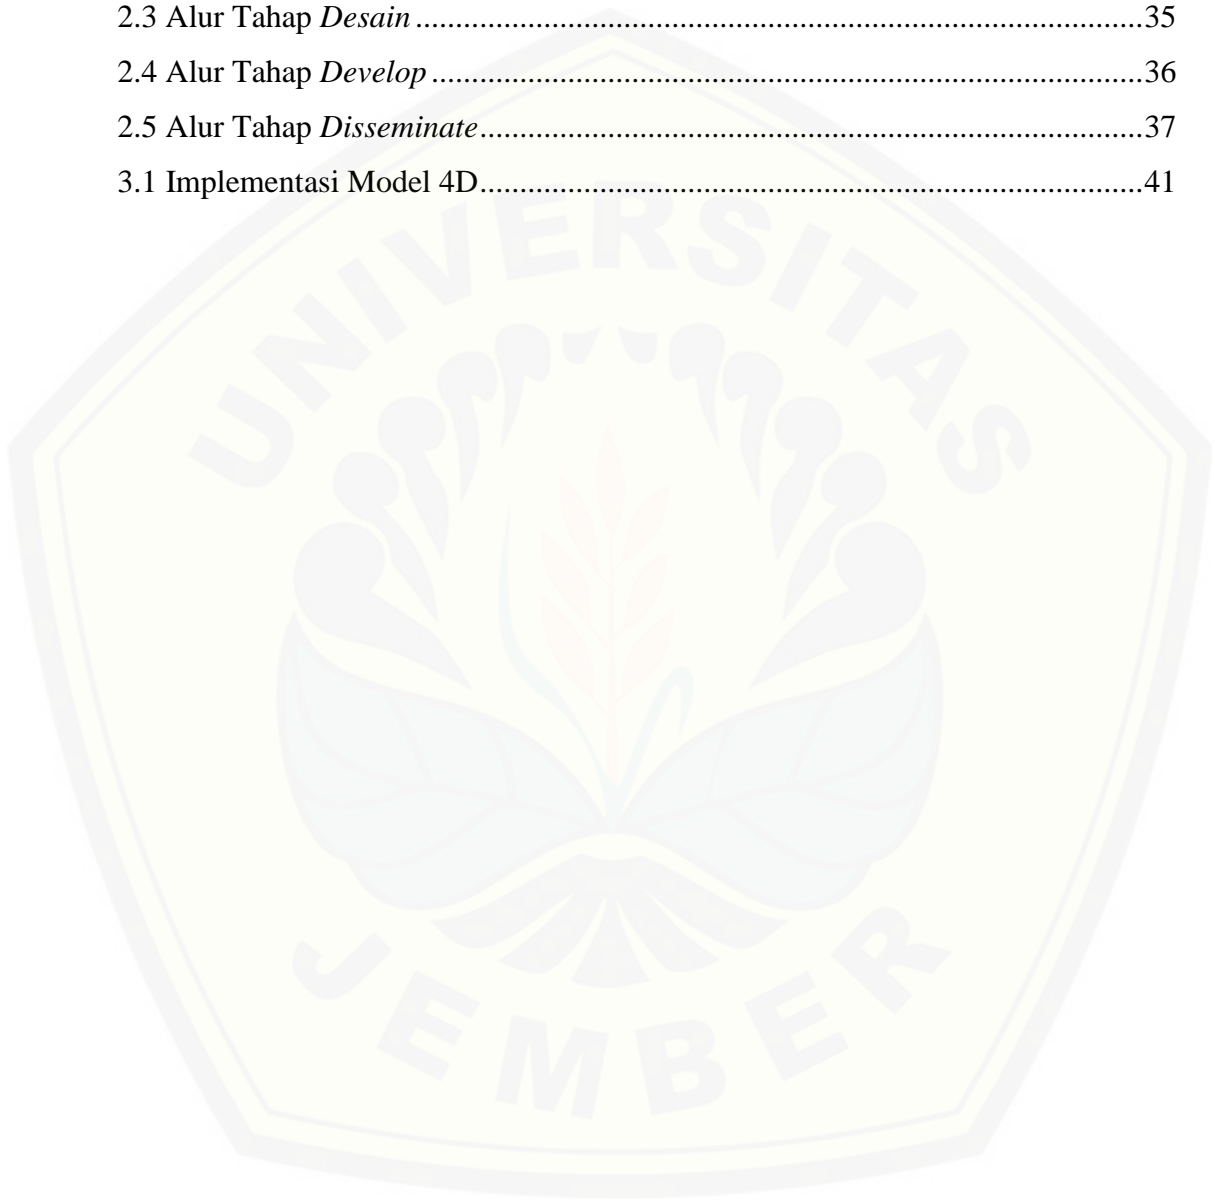 2.3 Alur Tahap Desain ........................................................................................... 35
2.4 Alur Tahap Develop ......................................................................................... 36
2.5 Alur Tahap Disseminate ................................................................................... 37
3.1 Implementasi Model 4D ................................................................................... 41
UNIVERSITAS
JEMBER